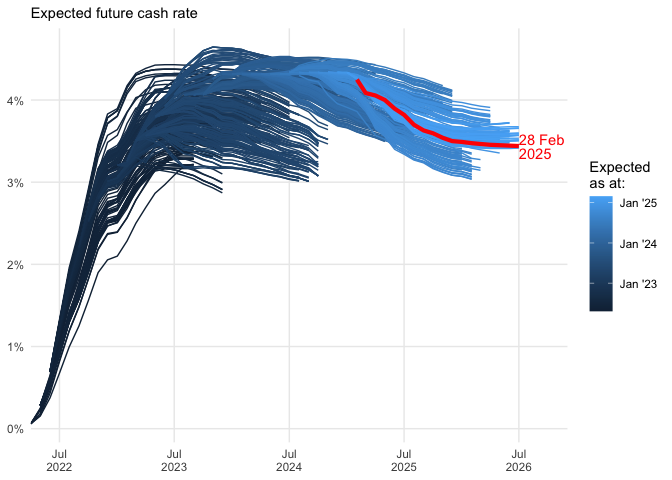 Expected future cash rate
4%
3%
2%
1%
0%
Jul
2022
Jul
2023
Jul
2024
Jul
2025
Jul
2026
28 Feb
2025
Expected
as at:
Jan '25
Jan '24
Jan '23